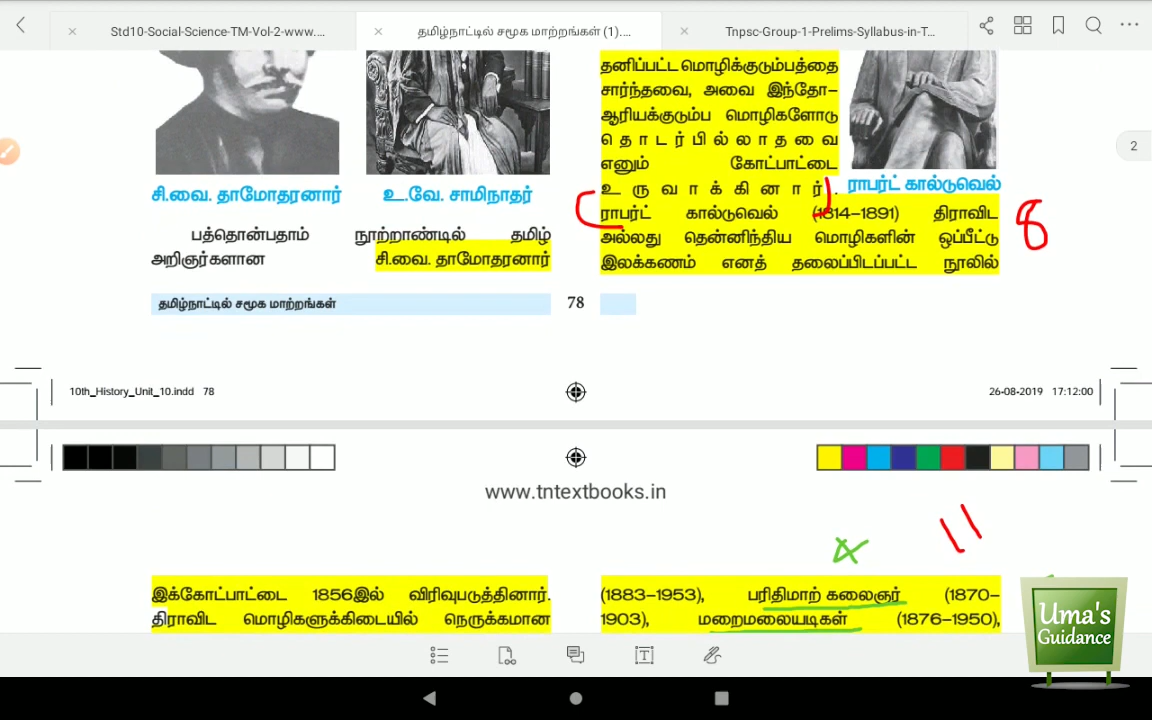 Std10-Social-Science-TM-Vol-2-www....
தமிழ்நாட்டில் சமூக மாற்றங்கள் (1)....
Tnpsc-Group-1-Prelims-Syllabus-in-T...
2
சி.வை. தாமோதரனார்
உ.வே. சாமிநாதர்
பத்தொன்பதாம் நூற்றாண்டில் தமிழ்
அறிஞர்களான சி.வை. தாமோதரனார்
தனிப்பட்ட மொழிக்குடும்பத்தை
சார்ந்தவை, அவை இந்தோ–
ஆரியக்குடும்ப மொழிகளோடு
தொடர்பில்லாதவை
எனும் கோட்பாட்டை
உருவாக்கினார்.
ராபர்ட் கால்டுவெல்
ராபர்ட் கால்டுவெல் (1814–1891) திராவிட
அல்லது தென்னிந்திய மொழிகளின் ஒப்பீட்டு
இலக்கணம் எனத் தலைப்பிடப்பட்ட நூலில்
8
தமிழ்நாட்டில் சமூக மாற்றங்கள்
78
10th_History_Unit_10.indd 78
26-08-2019 17:12:00
www.tntextbooks.in
11
இக்கோட்பாட்டை 1856இல் விரிவுபடுத்தினார்.
திராவிட மொழிகளுக்கிடையில் நெருக்கமான
(1883–1953), பரிதிமாற் கலைஞர் (1870–
1903), மறைமலையடிகள் (1876–1950),
Uma's
Guidance